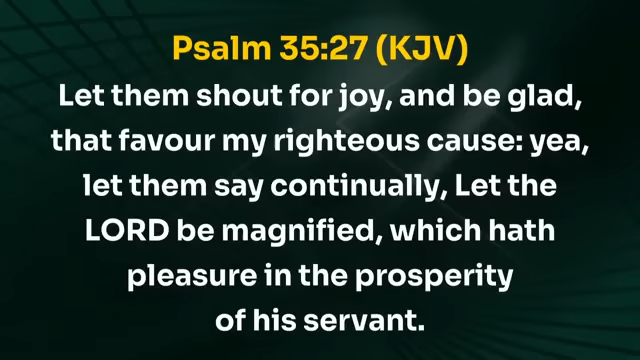 Psalm 35:27 (KJV)
Let them shout for joy, and be glad,
that favour my righteous cause: yea,
let them say continually, Let the
LORD be magnified, which hath
pleasure in the prosperity
of his servant.